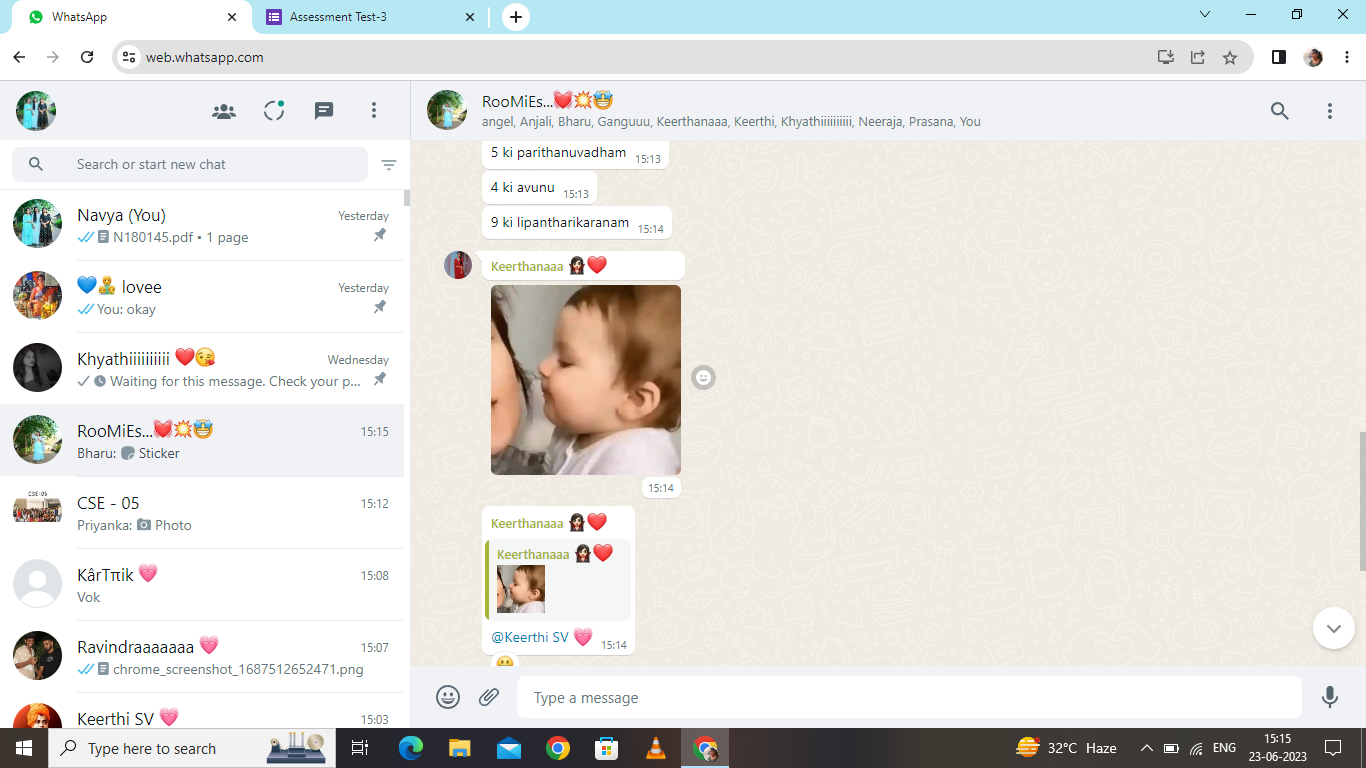 WhatsApp
Assessment Test-3
web.whatsapp.com
Search or start new chat
Navya (You)
Yesterday
N180145.pdf • 1 page
💙🧑‍🍼 lovee
Yesterday
You: okay
Khyathiiiiiiiiii ❤️😘
Wednesday
Waiting for this message. Check your p...
RooMiEs...💓💥🤩
15:15
Bharu: Sticker
CSE-05
CSE - 05
15:12
Priyanka: Photo
KârTπik 💗
15:08
Vok
Ravindraaaaaaa 💗
15:07
chrome_screenshot_1687512652471.png
Keerthi SV 💗
15:03
RooMiEs...💓💥🤩
angel, Anjali, Bharu, Ganguuu, Keerthanaaa, Keerthi, Khyathiiiiiiiiii, Neeraja, Prasana, You
5 ki parithanuvadham 15:13
4 ki avunu 15:13
9 ki lipantharikaranam 15:14
Keerthanaaa 🧛🏻‍♀️❤️
15:14
Keerthanaaa 🧛🏻‍♀️❤️
Keerthanaaa 🧛🏻‍♀️❤️
@Keerthi SV 💗 15:14
Type a message
Type here to search
32°C Haze
ENG
15:15
23-06-2023